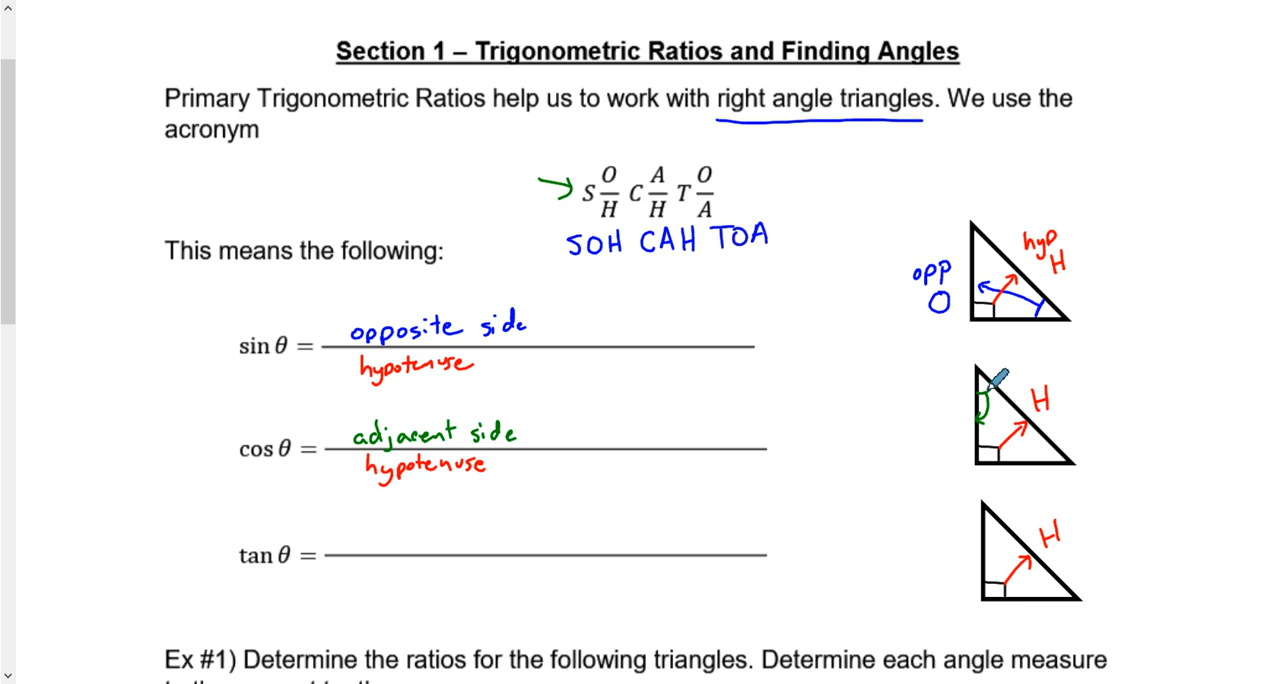 Section 1 – Trigonometric Ratios and Finding Angles
Primary Trigonometric Ratios help us to work with right angle triangles. We use the
acronym
S O/H C A/H T O/A
SOH CAH TOA
This means the following:
hyp
H
opp
O
opposite side
sin θ =
hypotenuse
H
adjacent side
cos θ =
hypotenuse
H
tan θ =
Ex #1) Determine the ratios for the following triangles. Determine each angle measure